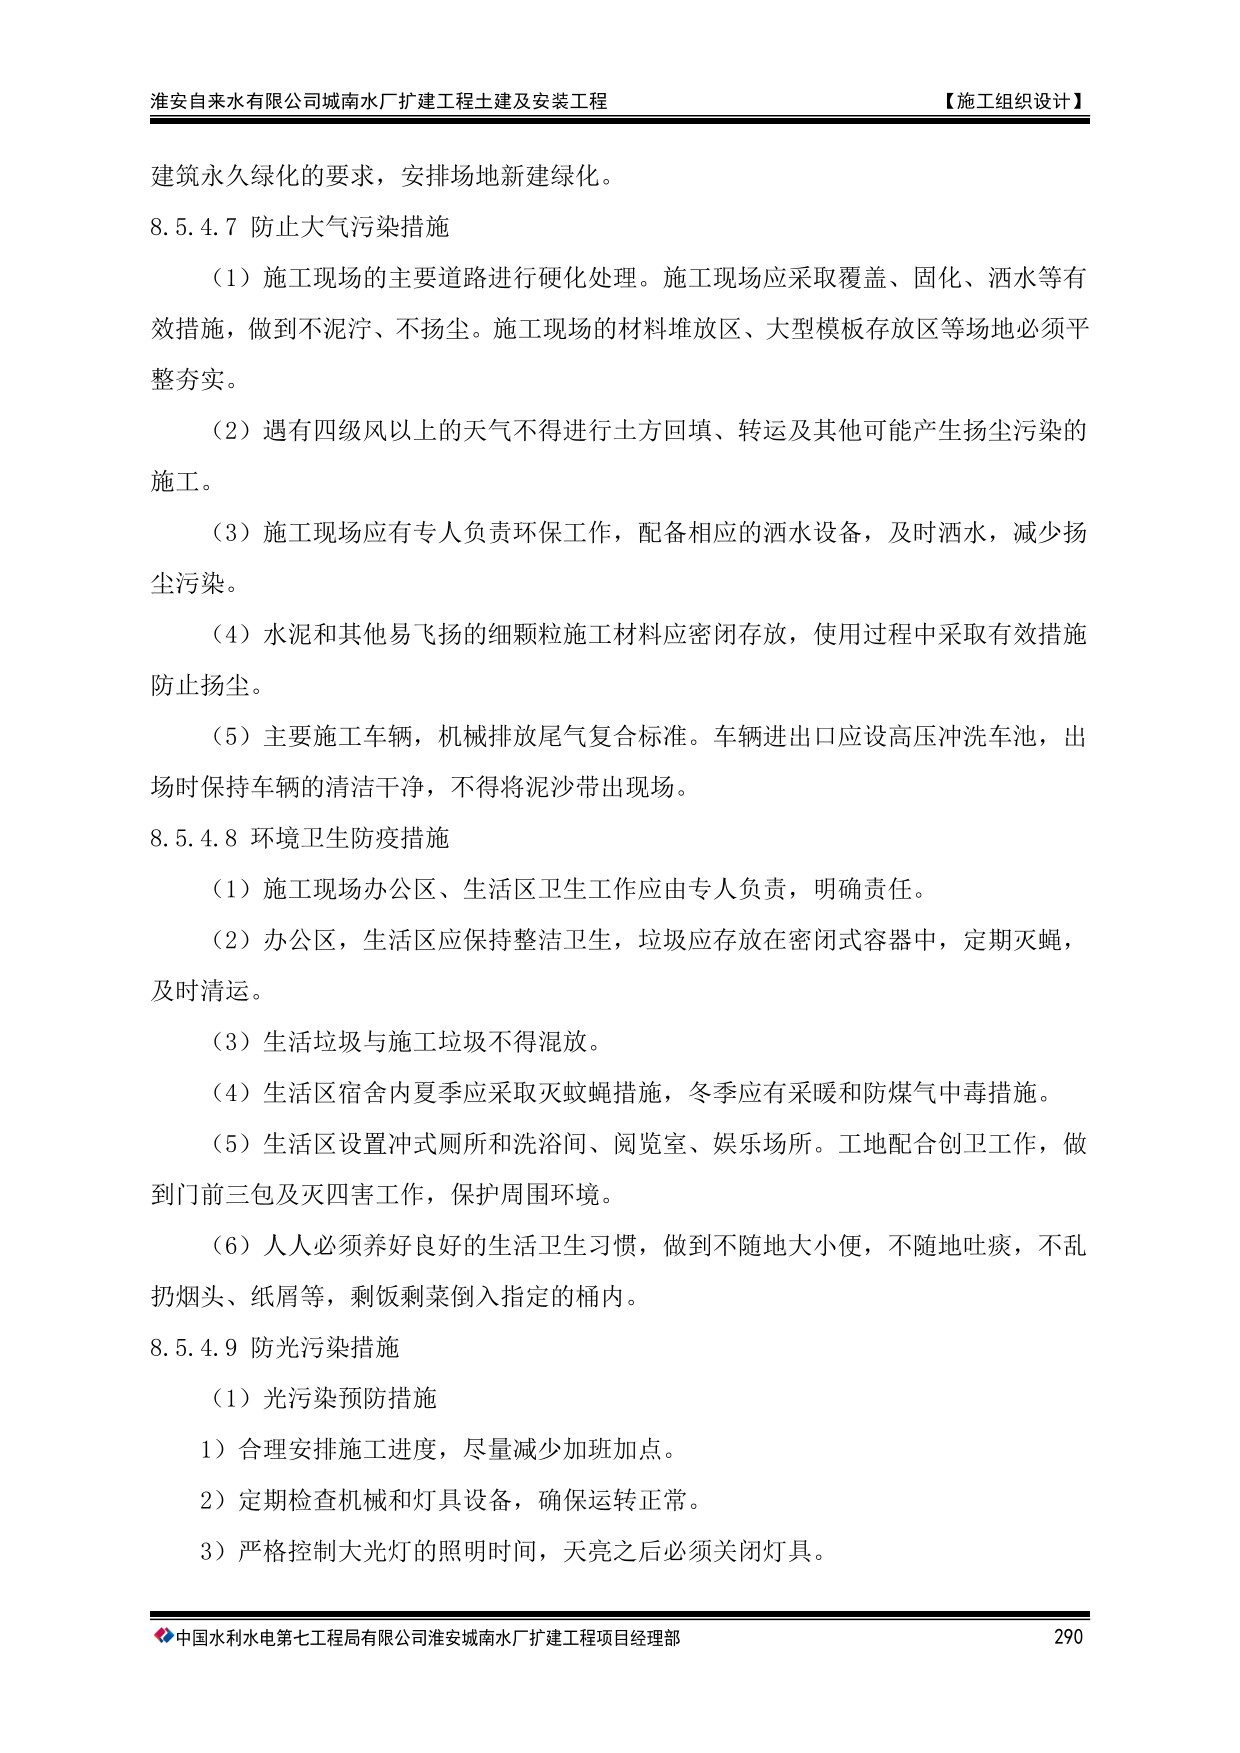 淮安自来水有限公司城南水厂扩建工程土建及安装工程 【施工组织设计】
建筑永久绿化的要求，安排场地新建绿化。
8.5.4.7 防止大气污染措施
（1）施工现场的主要道路进行硬化处理。施工现场应采取覆盖、固化、洒水等有
效措施，做到不泥泞、不扬尘。施工现场的材料堆放区、大型模板存放区等场地必须平
整夯实。
（2）遇有四级风以上的天气不得进行土方回填、转运及其他可能产生扬尘污染的
施工。
（3）施工现场应有专人负责环保工作，配备相应的洒水设备，及时洒水，减少扬
尘污染。
（4）水泥和其他易飞扬的细颗粒施工材料应密闭存放，使用过程中采取有效措施
防止扬尘。
（5）主要施工车辆，机械排放尾气复合标准。车辆进出口应设高压冲洗车池，出
场时保持车辆的清洁干净，不得将泥沙带出现场。
8.5.4.8 环境卫生防疫措施
（1）施工现场办公区、生活区卫生工作应由专人负责，明确责任。
（2）办公区，生活区应保持整洁卫生，垃圾应存放在密闭式容器中，定期灭蝇，
及时清运。
（3）生活垃圾与施工垃圾不得混放。
（4）生活区宿舍内夏季应采取灭蚊蝇措施，冬季应有采暖和防煤气中毒措施。
（5）生活区设置冲式厕所和洗浴间、阅览室、娱乐场所。工地配合创卫工作，做
到门前三包及灭四害工作，保护周围环境。
（6）人人必须养好良好的生活卫生习惯，做到不随地大小便，不随地吐痰，不乱
扔烟头、纸屑等，剩饭剩菜倒入指定的桶内。
8.5.4.9 防光污染措施
（1）光污染预防措施
1）合理安排施工进度，尽量减少加班加点。
2）定期检查机械和灯具设备，确保运转正常。
3）严格控制大光灯的照明时间，天亮之后必须关闭灯具。
中国水利水电第七工程局有限公司淮安城南水厂扩建工程项目经理部 290